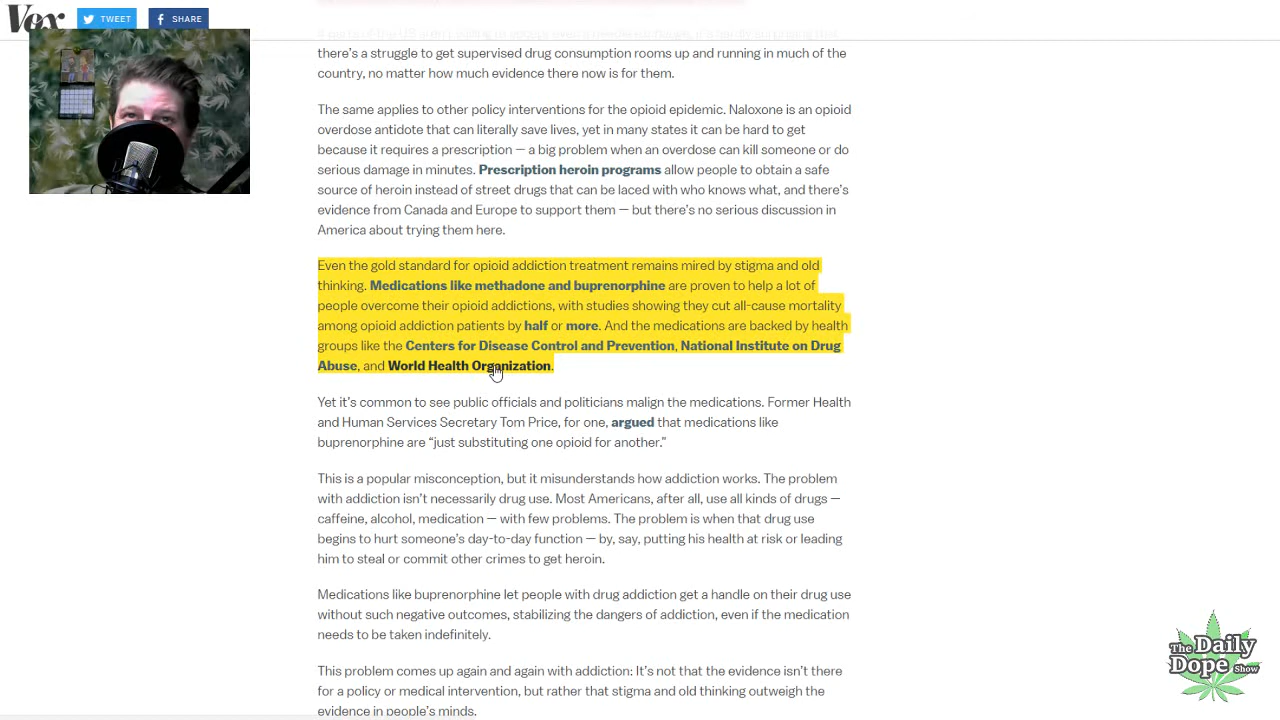 Vox
TWEET
SHARE
there's a struggle to get supervised drug consumption rooms up and running in much of the
country, no matter how much evidence there now is for them.
The same applies to other policy interventions for the opioid epidemic. Naloxone is an opioid
overdose antidote that can literally save lives, yet in many states it can be hard to get
because it requires a prescription — a big problem when an overdose can kill someone or do
serious damage in minutes. Prescription heroin programs allow people to obtain a safe
source of heroin instead of street drugs that can be laced with who knows what, and there's
evidence from Canada and Europe to support them — but there's no serious discussion in
America about trying them here.
Even the gold standard for opioid addiction treatment remains mired by stigma and old
thinking. Medications like methadone and buprenorphine are proven to help a lot of
people overcome their opioid addictions, with studies showing they cut all-cause mortality
among opioid addiction patients by half or more. And the medications are backed by health
groups like the Centers for Disease Control and Prevention, National Institute on Drug
Abuse, and World Health Organization.
Yet it's common to see public officials and politicians malign the medications. Former Health
and Human Services Secretary Tom Price, for one, argued that medications like
buprenorphine are “just substituting one opioid for another.”
This is a popular misconception, but it misunderstands how addiction works. The problem
with addiction isn't necessarily drug use. Most Americans, after all, use all kinds of drugs —
caffeine, alcohol, medication — with few problems. The problem is when that drug use
begins to hurt someone's day-to-day function — by, say, putting his health at risk or leading
him to steal or commit other crimes to get heroin.
Medications like buprenorphine let people with drug addiction get a handle on their drug use
without such negative outcomes, stabilizing the dangers of addiction, even if the medication
needs to be taken indefinitely.
This problem comes up again and again with addiction: It's not that the evidence isn't there
for a policy or medical intervention, but rather that stigma and old thinking outweigh the
evidence in people's minds.
The Daily
Dope Show